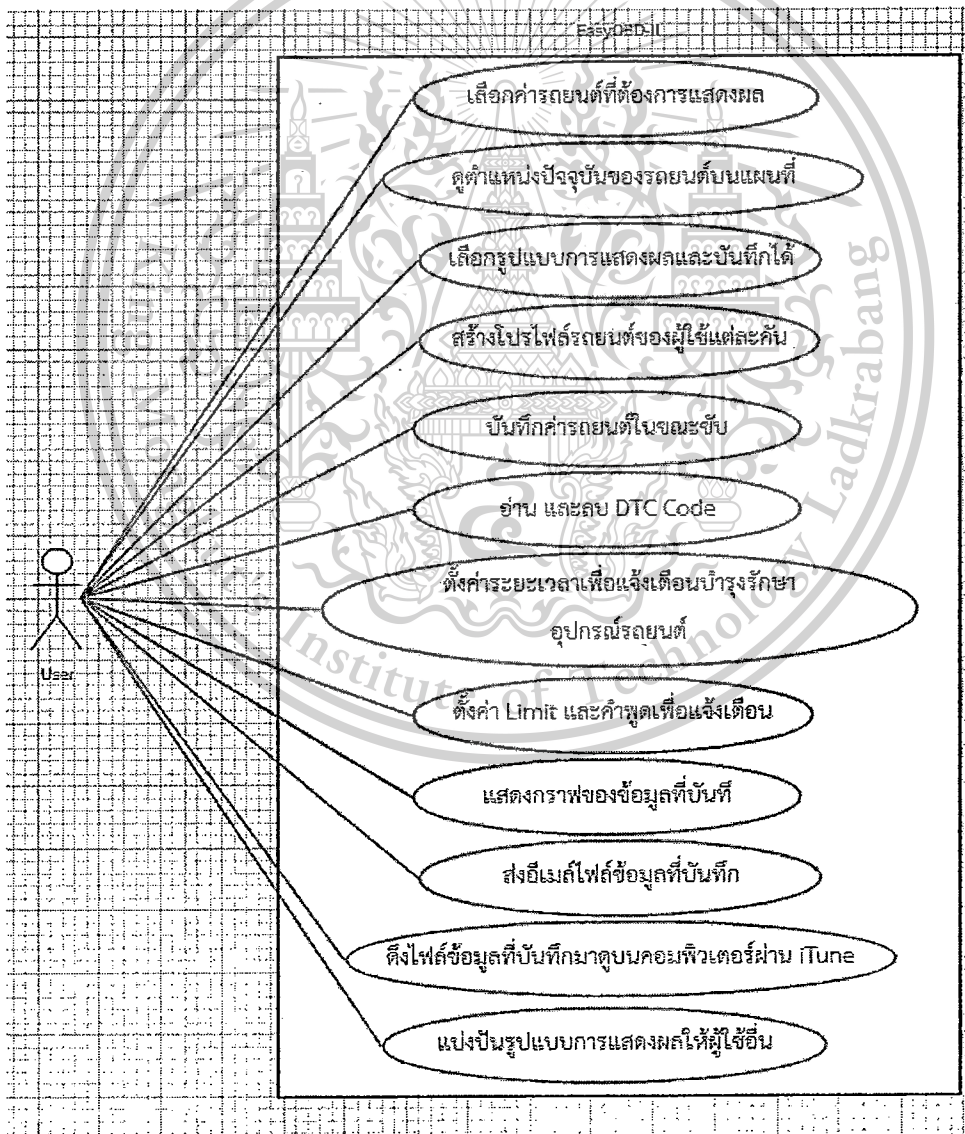 EasyOBD-II
เลือกค่ารถยนต์ที่ต้องการแสดงผล
ดูตำแหน่งปัจจุบันของรถยนต์บนแผนที่
เลือกรูปแบบการแสดงผลและบันทึกได้
สร้างโปรไฟล์รถยนต์ของผู้ใช้แต่ละคัน
บันทึกค่ารถยนต์ในขณะขับ
อ่าน และลบ DTC Code
ตั้งค่าระยะเวลาเพื่อแจ้งเตือนบำรุงรักษา
อุปกรณ์รถยนต์
User
ตั้งค่า Limit และคำพูดเพื่อแจ้งเตือน
แสดงกราฟของข้อมูลที่บันทึ
ส่งอีเมล์ไฟล์ข้อมูลที่บันทึก
ดึงไฟล์ข้อมูลที่บันทึกมาดูบนคอมพิวเตอร์ผ่าน iTune
แบ่งปันรูปแบบการแสดงผลให้ผู้ใช้อื่น
King Mongkut's Institute of Technology Ladkrabang